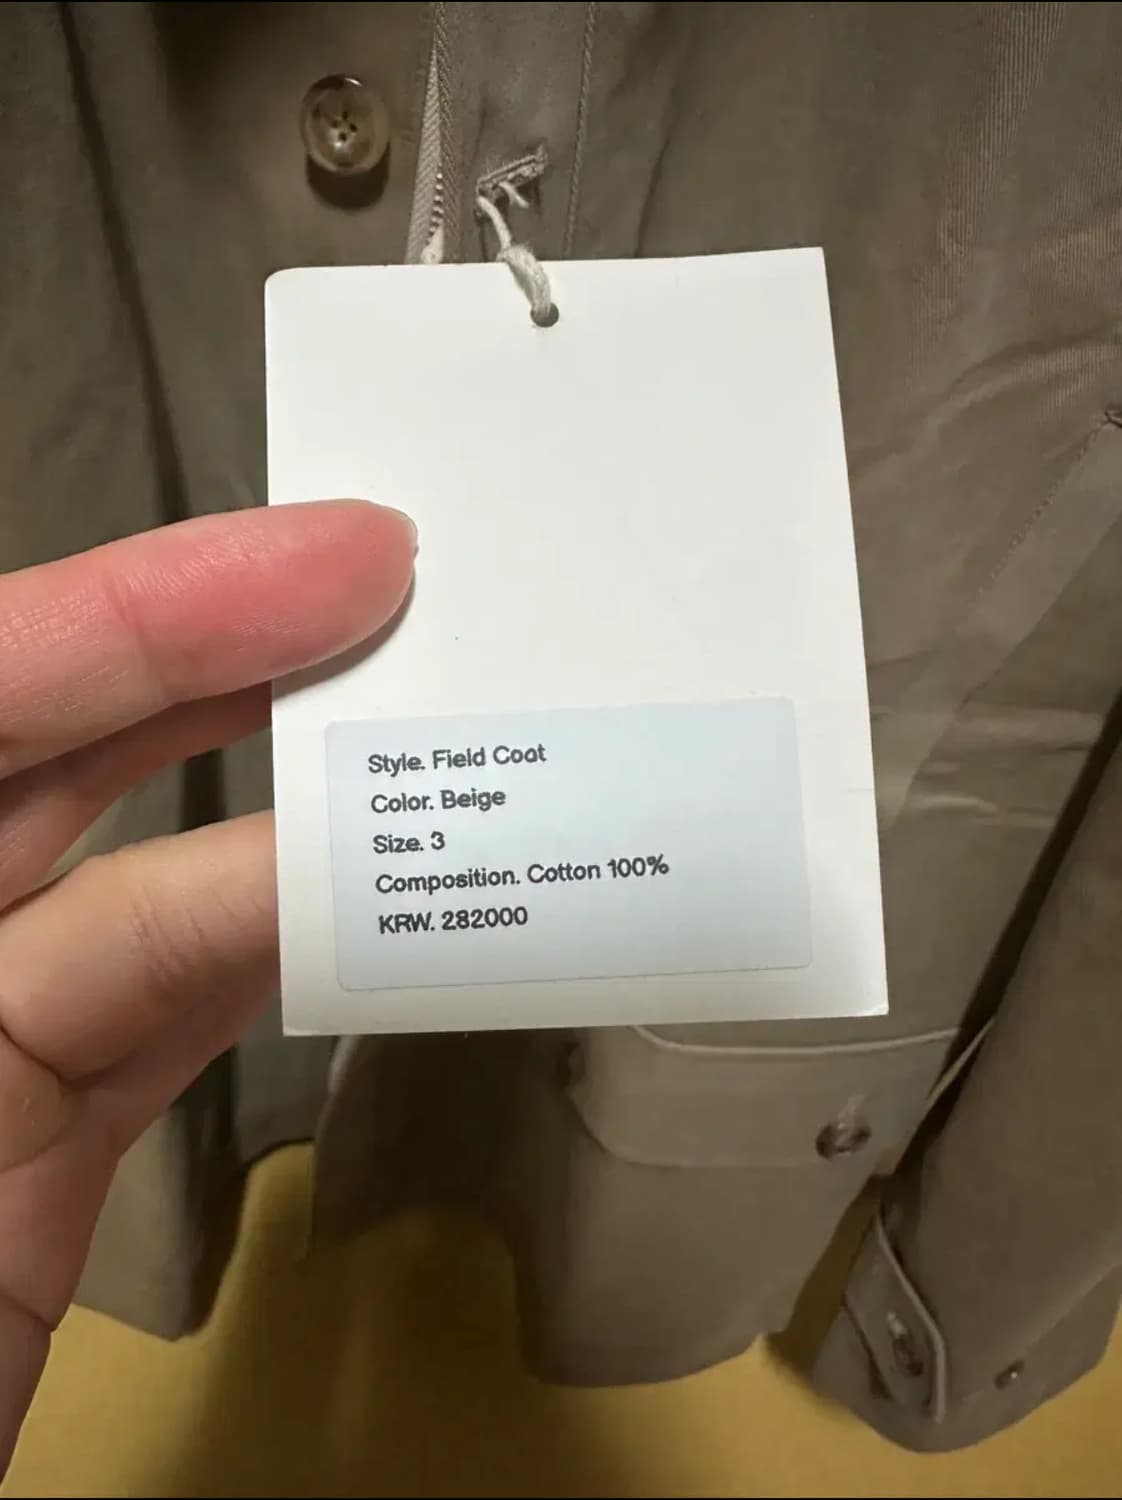 Style. Field Coat
Color. Beige
Size. 3
Composition. Cotton 100%
KRW. 282000